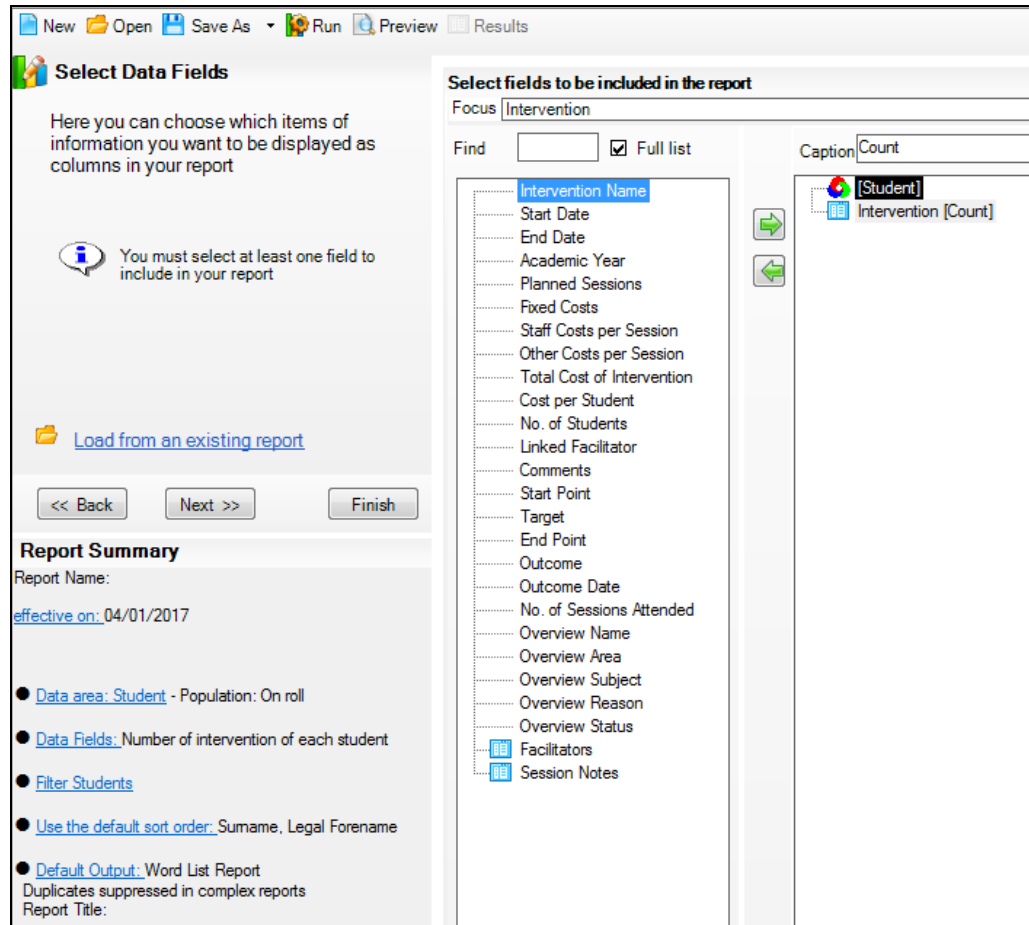 New Open Save As Run Preview Results
Select Data Fields
Here you can choose which items of
information you want to be displayed as
columns in your report
You must select at least one field to
include in your report
Load from an existing report
<< Back Next >> Finish
Report Summary
Report Name:
effective on: 04/01/2017
Data area: Student - Population: On roll
Data Fields: Number of intervention of each student
Filter Students
Use the default sort order: Surname, Legal Forename
Default Output: Word List Report
Duplicates suppressed in complex reports
Report Title:
Select fields to be included in the report
Focus Intervention
Find Full list
Intervention Name
Start Date
End Date
Academic Year
Planned Sessions
Fixed Costs
Staff Costs per Session
Other Costs per Session
Total Cost of Intervention
Cost per Student
No. of Students
Linked Facilitator
Comments
Start Point
Target
End Point
Outcome
Outcome Date
No. of Sessions Attended
Overview Name
Overview Area
Overview Subject
Overview Reason
Overview Status
Facilitators
Session Notes
Caption Count
[Student]
Intervention [Count]